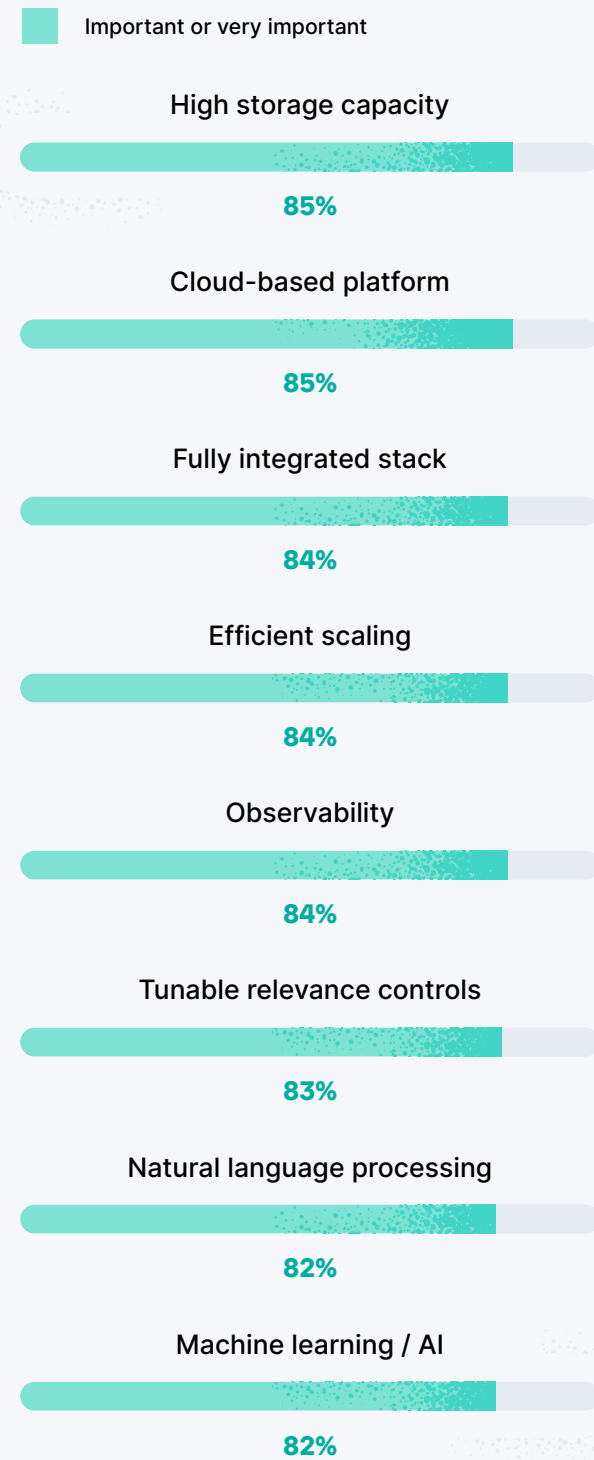 Important or very important
High storage capacity
85%
Cloud-based platform
85%
Fully integrated stack
84%
Efficient scaling
84%
Observability
84%
Tunable relevance controls
83%
Natural language processing
82%
Machine learning / AI
82%